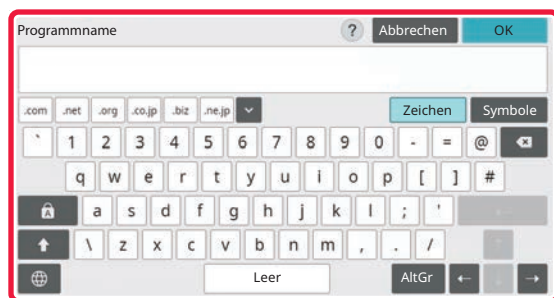 Programmname ? Abbrechen OK
.com .net .org .co.jp .biz .ne.jp Zeichen Symbole
` 1 2 3 4 5 6 7 8 9 0 - = @
q w e r t y u i o p [ ] #
A a s d f g h j k l ; '
\ z x c v b n m , . /
Leer AltGr